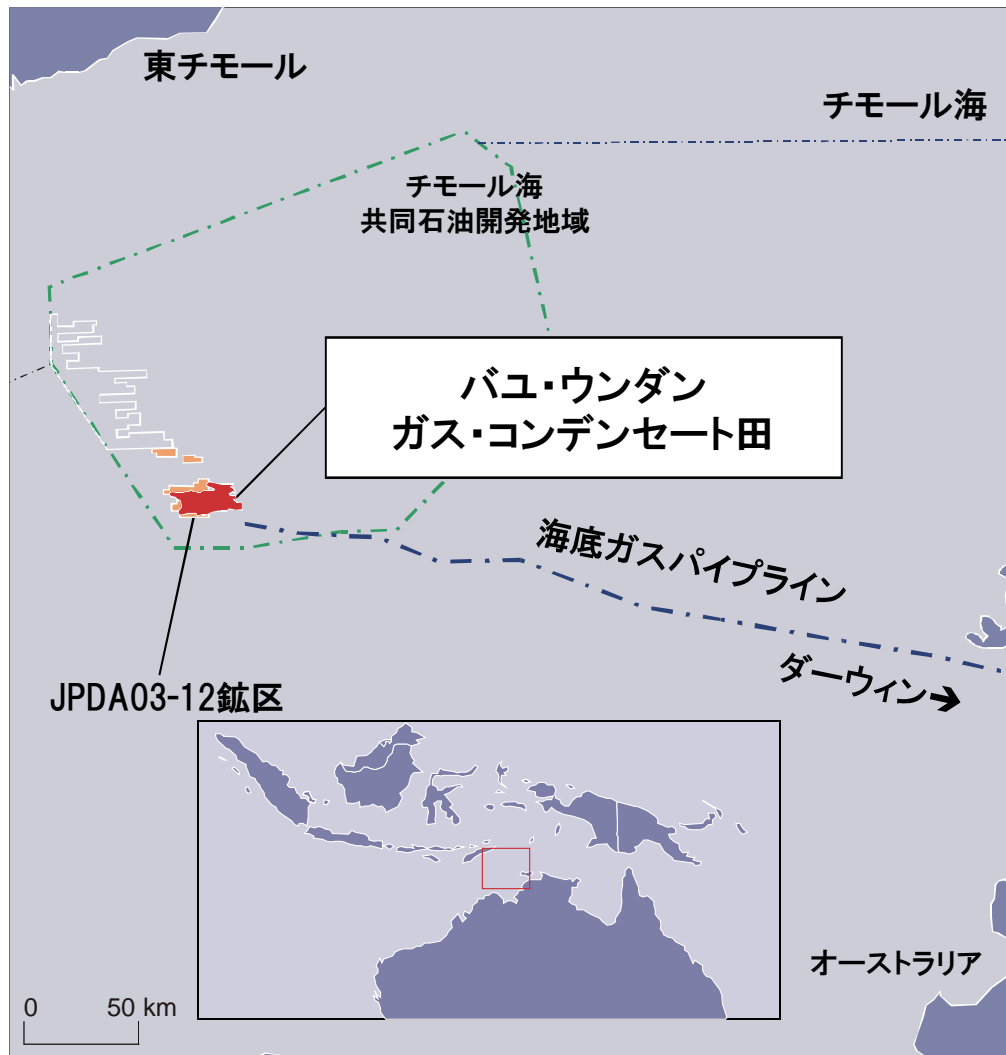 東チモール
チモール海
チモール海
共同石油開発地域
バユ・ウンダン
ガス・コンデンセート田
海底ガスパイプライン
ダーウィン➔
JPDA03-12鉱区
オーストラリア
0 50 km